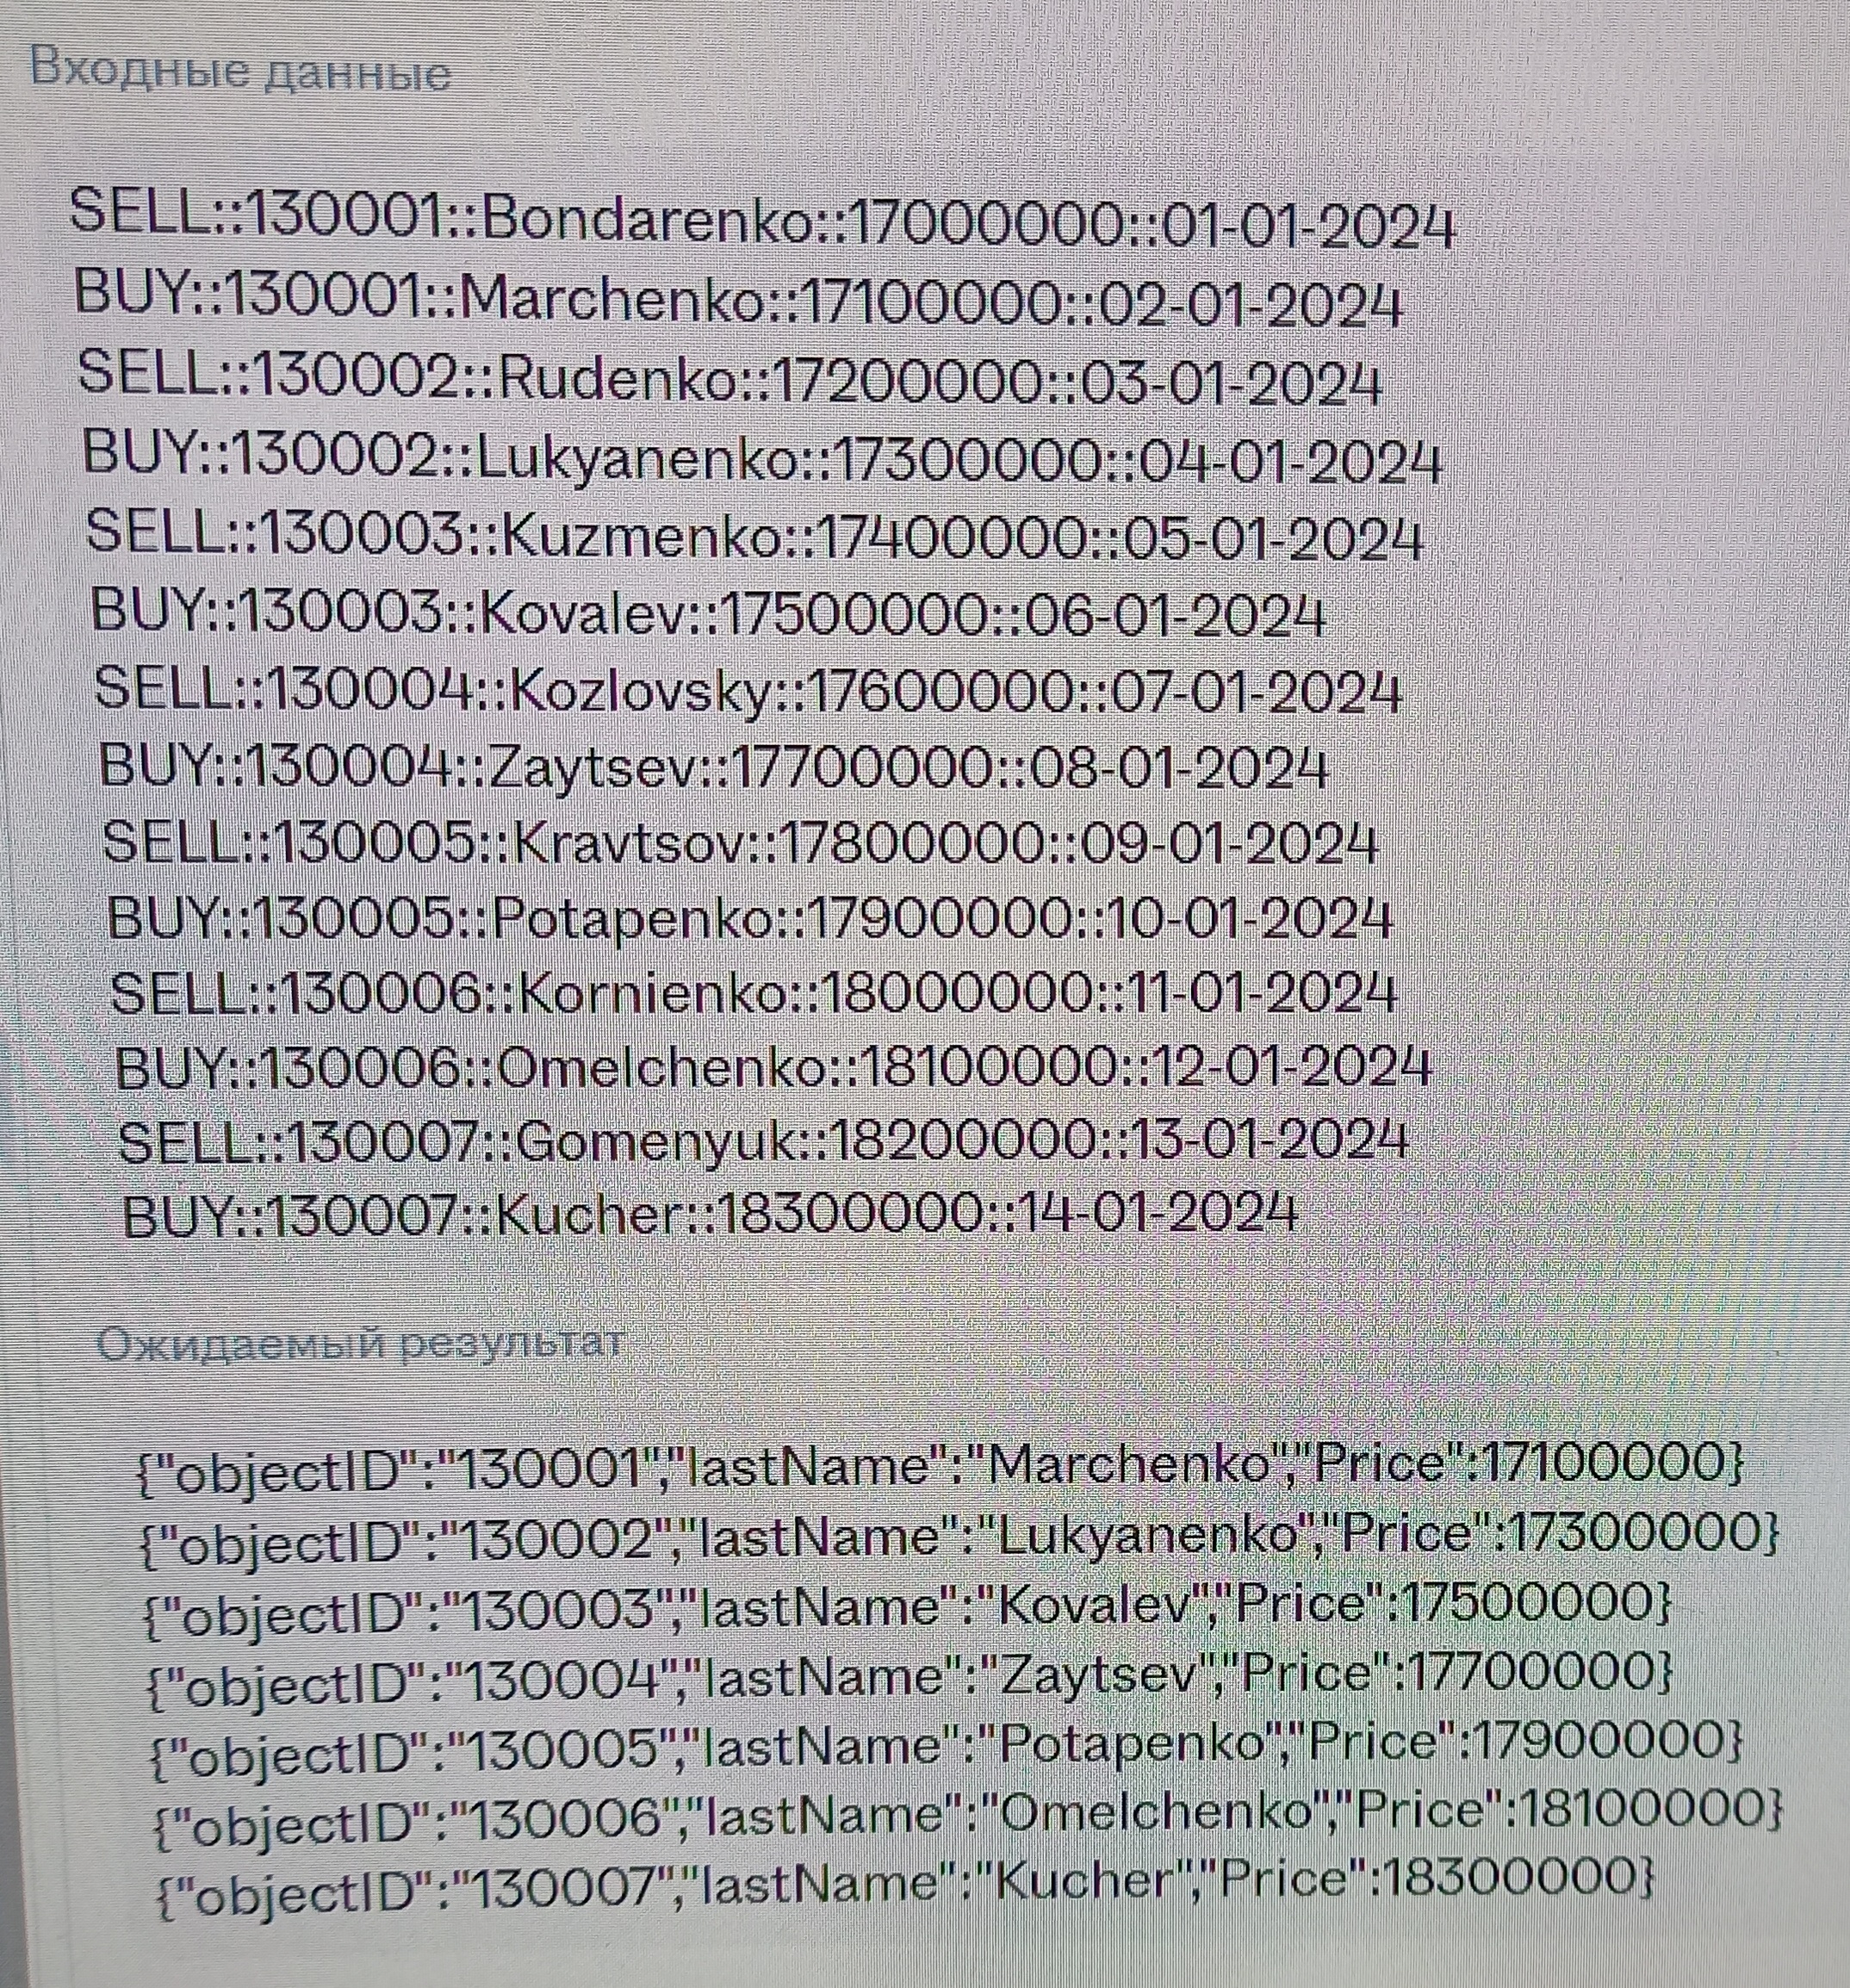 Входные данные
SELL::130001::Bondarenko::17000000::01-01-2024
BUY::130001::Marchenko::17100000::02-01-2024
SELL::130002::Rudenko::17200000::03-01-2024
BUY::130002::Lukyanenko::17300000::04-01-2024
SELL::130003::Kuzmenko::17400000::05-01-2024
BUY::130003::Kovalev::17500000::06-01-2024
SELL::130004::Kozlovsky::17600000::07-01-2024
BUY::130004::Zaytsev::17700000::08-01-2024
SELL::130005::Kravtsov::17800000::09-01-2024
BUY::130005::Potapenko::17900000::10-01-2024
SELL::130006::Kornienko::18000000::11-01-2024
BUY::130006::Omelchenko::18100000::12-01-2024
SELL::130007::Gomenyuk::18200000::13-01-2024
BUY::130007::Kucher::18300000::14-01-2024
Ожидаемый результат
{"objectID":"130001","lastName":"Marchenko","Price":17100000}
{"objectID":"130002","lastName":"Lukyanenko","Price":17300000}
{"objectID":"130003","lastName":"Kovalev","Price":17500000}
{"objectID":"130004","lastName":"Zaytsev","Price":17700000}
{"objectID":"130005","lastName":"Potapenko","Price":17900000}
{"objectID":"130006","lastName":"Omelchenko","Price":18100000}
{"objectID":"130007","lastName":"Kucher","Price":18300000}